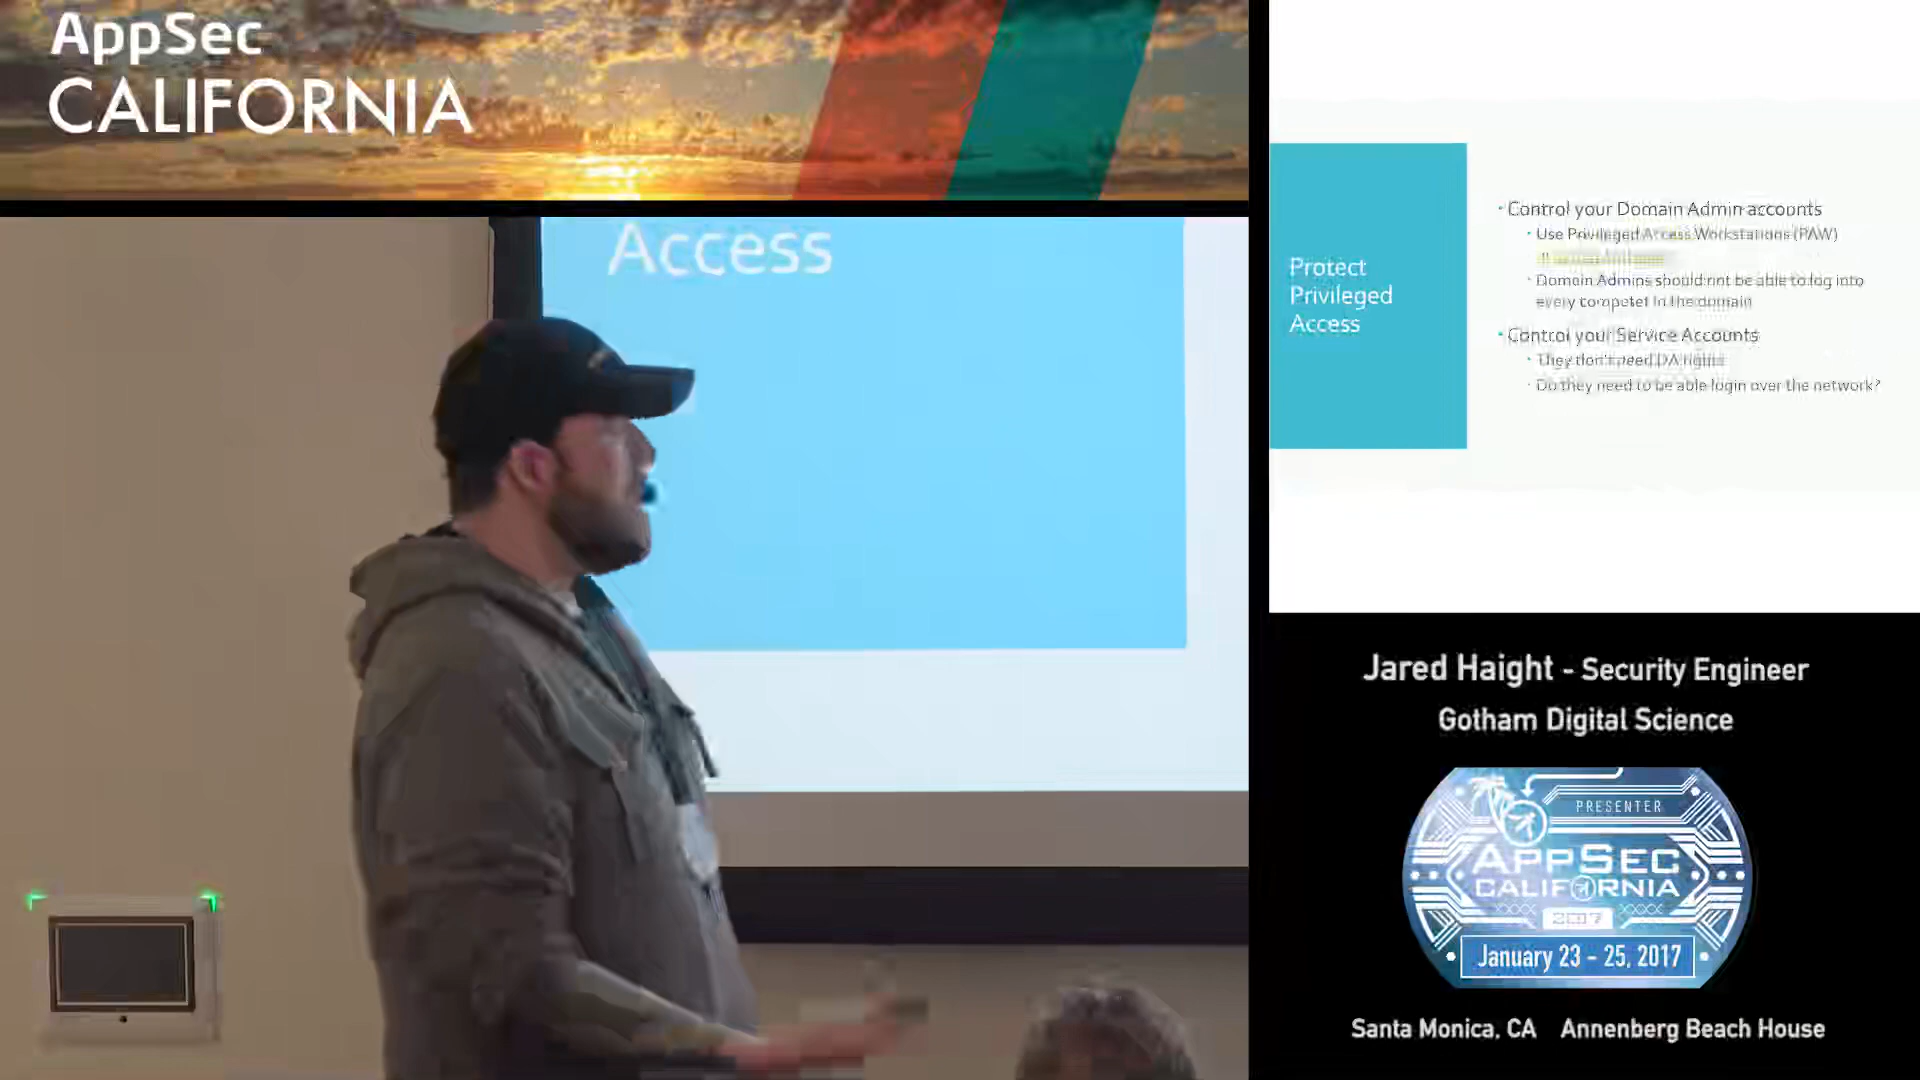 AppSec
CALIFORNIA
Access
Protect
Privileged
Access
• Control your Domain Admin accounts
• Use Privileged Access Workstations (PAW)
• Domain Admins should not be able to log into
every in the domain
• Control your Service Accounts
• They don't need DA rights
• Do they need to be able login over the network?
Jared Haight - Security Engineer
Gotham Digital Science
PRESENTER
APPSEC
CALIFORNIA
2017
January 23 - 25, 2017
Santa Monica, CA Annenberg Beach House